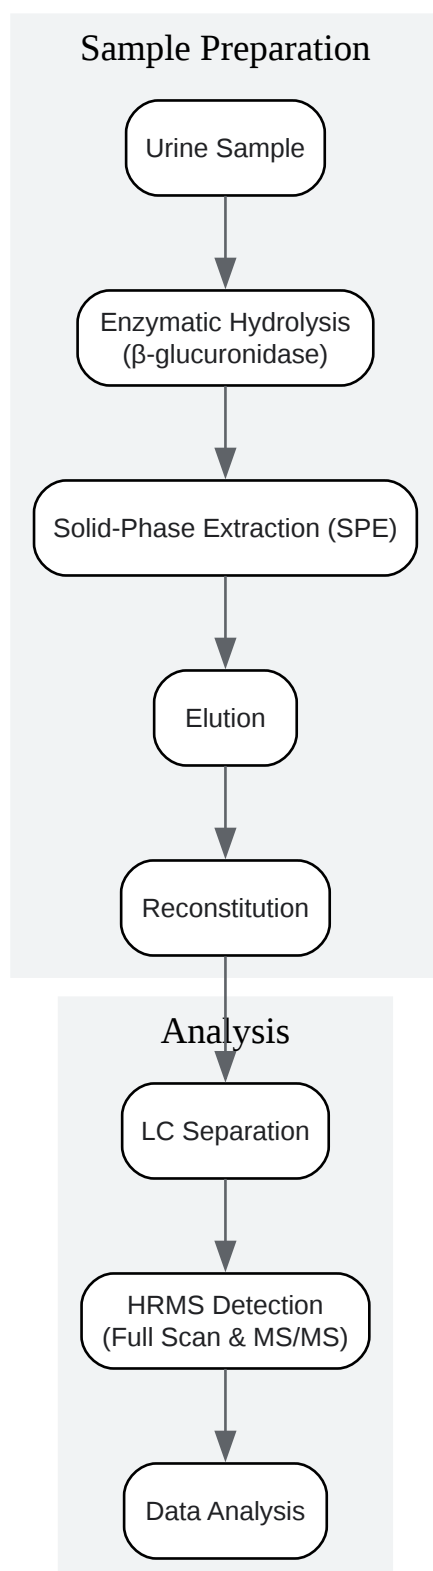 Sample Preparation
Urine Sample
Enzymatic Hydrolysis
(β-glucuronidase)
Solid-Phase Extraction (SPE)
Elution
Reconstitution
Analysis
LC Separation
HRMS Detection
(Full Scan & MS/MS)
Data Analysis